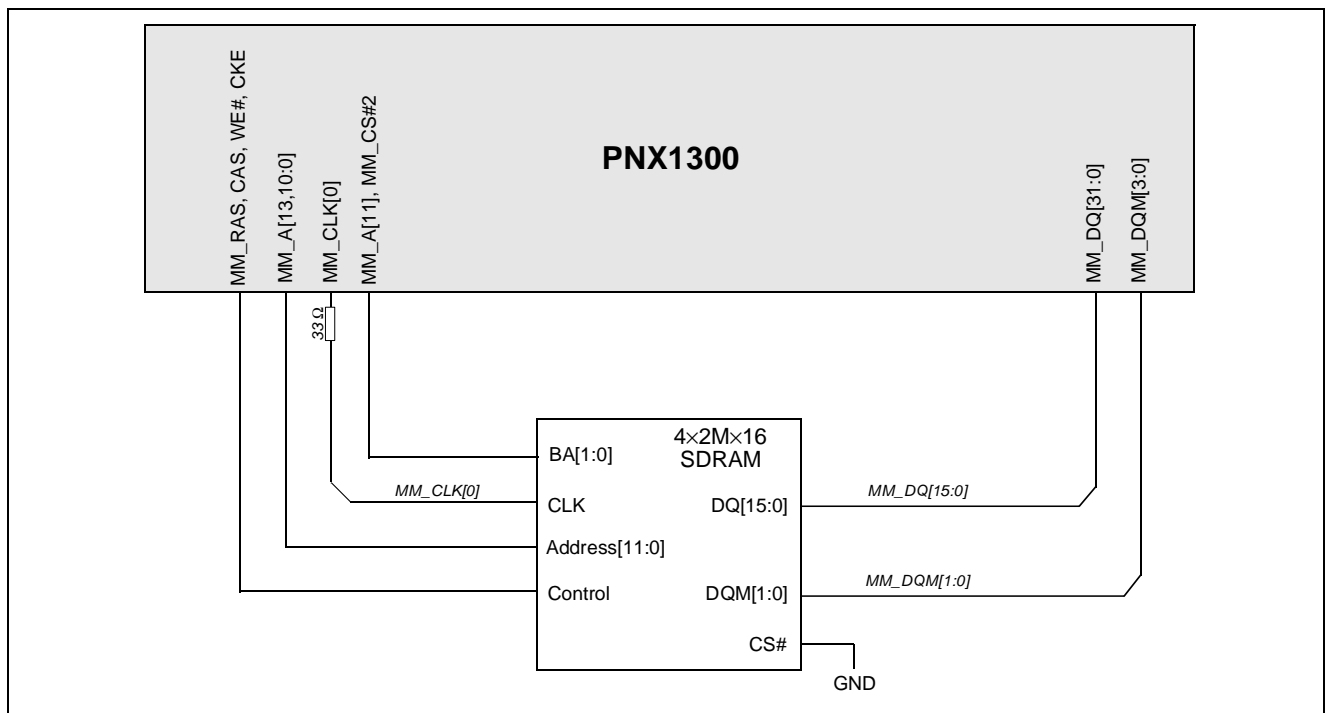 MM_RAS, CAS, WE#, CKE
MM_A[13,10:0]
MM_CLK[0]
MM_A[11], MM_CS#2
PNX1300
MM_DQ[31:0]
MM_DQM[3:0]
33 Ω
4×2M×16
SDRAM
BA[1:0]
MM_CLK[0]
CLK
DQ[15:0]
MM_DQ[15:0]
Address[11:0]
Control
DQM[1:0]
MM_DQM[1:0]
CS#
GND